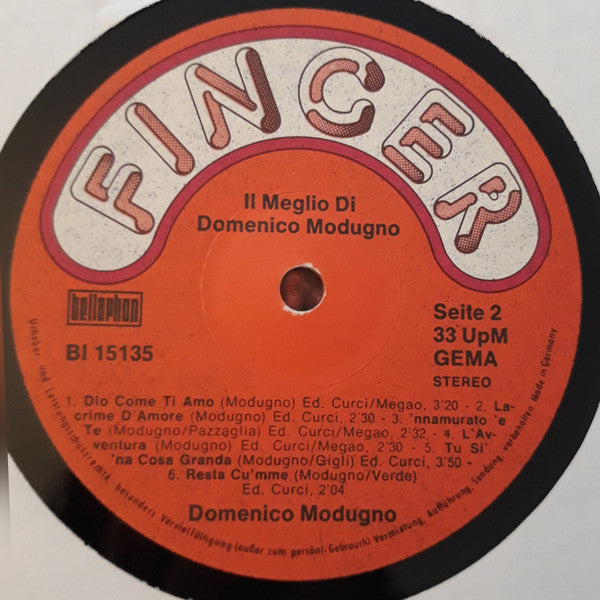 FINGER
Il Meglio Di
Domenico Modugno
bellaphon
BI 15135
Seite 2
33 UpM
GEMA
STEREO
1. Dio Come Ti Amo (Modugno) Ed. Curci/Megao, 3'20 - 2. La-
crime D'Amore (Modugno) Ed. Curci, 2'30 - 3. 'nnamurato 'e
Te (Modugno/Pazzaglia) Ed. Curci/Megao, 2'32 - 4. L'Av-
ventura (Modugno) Ed. Curci/Megao, 2'30 - 5. Tu Si'
'na Cosa Granda (Modugno/Gigli) Ed. Curci, 3'50 -
6. Resta Cu'mme (Modugno/Verde)
Ed. Curci, 2'04
Domenico Modugno
Urheber- und Leistungsschutzrechte, besonders Vervielfältigung (außer zum persönl. Gebrauch) Vermietung, Aufführung, Sendung vorbehalten. Made in Germany